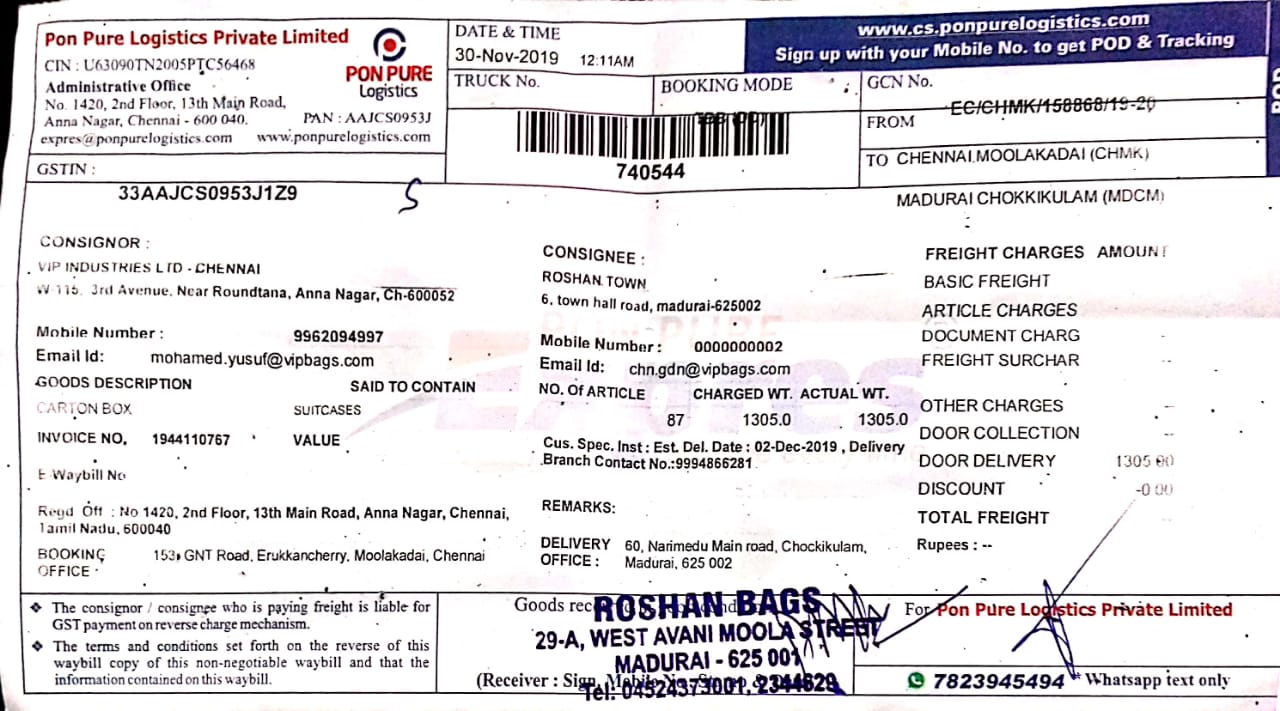 Pon Pure Logistics Private Limited
CIN : U63090TN2005PTC56468
Administrative Office
No. 1420, 2nd Floor, 13th Main Road,
Anna Nagar, Chennai - 600 040.
PAN : AAJCS0953J
expres@ponpurelogistics.com www.ponpurelogistics.com
PON PURE
Logistics
GSTIN :
33AAJCS0953J1Z9
DATE & TIME
30-Nov-2019 12:11AM
TRUCK No.
BOOKING MODE
740544
www.cs.ponpurelogistics.com
Sign up with your Mobile No. to get POD & Tracking
GCN No.
EC/CHMK/158868/19-20
FROM
TO CHENNAI MOOLAKADAI (CHMK)
MADURAI CHOKKIKULAM (MDCM)
CONSIGNOR :
VIP INDUSTRIES LTD - CHENNAI
W-115, 3rd Avenue, Near Roundtana, Anna Nagar, Ch-600052
Mobile Number : 9962094997
Email Id: mohamed.yusuf@vipbags.com
GOODS DESCRIPTION SAID TO CONTAIN
CARTON BOX SUITCASES
INVOICE NO, 1944110767 VALUE
E-Waybill No
Regd Off : No 1420, 2nd Floor, 13th Main Road, Anna Nagar, Chennai,
Tamil Nadu, 600040
BOOKING OFFICE : 153, GNT Road, Erukkancherry, Moolakadai, Chennai
CONSIGNEE :
ROSHAN TOWN
6, town hall road, madurai-625002
Mobile Number : 0000000002
Email Id: chn.gdn@vipbags.com
NO. Of ARTICLE CHARGED WT. ACTUAL WT.
87 1305.0 1305.0
Cus. Spec. Inst : Est. Del. Date : 02-Dec-2019 , Delivery
Branch Contact No.:9994866281
REMARKS:
DELIVERY OFFICE : 60, Narimedu Main road, Chockikulam,
Madurai, 625 002
FREIGHT CHARGES AMOUNT
BASIC FREIGHT
ARTICLE CHARGES
DOCUMENT CHARG -
FREIGHT SURCHAR --
OTHER CHARGES --
DOOR COLLECTION --
DOOR DELIVERY 1305.00
DISCOUNT -0.00
TOTAL FREIGHT
Rupees : --
❖ The consignor / consignee who is paying freight is liable for
GST payment on reverse charge mechanism.
❖ The terms and conditions set forth on the reverse of this
waybill copy of this non-negotiable waybill and that the
information contained on this waybill.
Goods
ROSHAN BAGS
29-A, WEST AVANI MOOLA STREET
MADURAI - 625 001
Tel: 04524373001, 2344629
(Receiver : Sign,
For Pon Pure Logistics Private Limited
7823945494 * Whatsapp text only